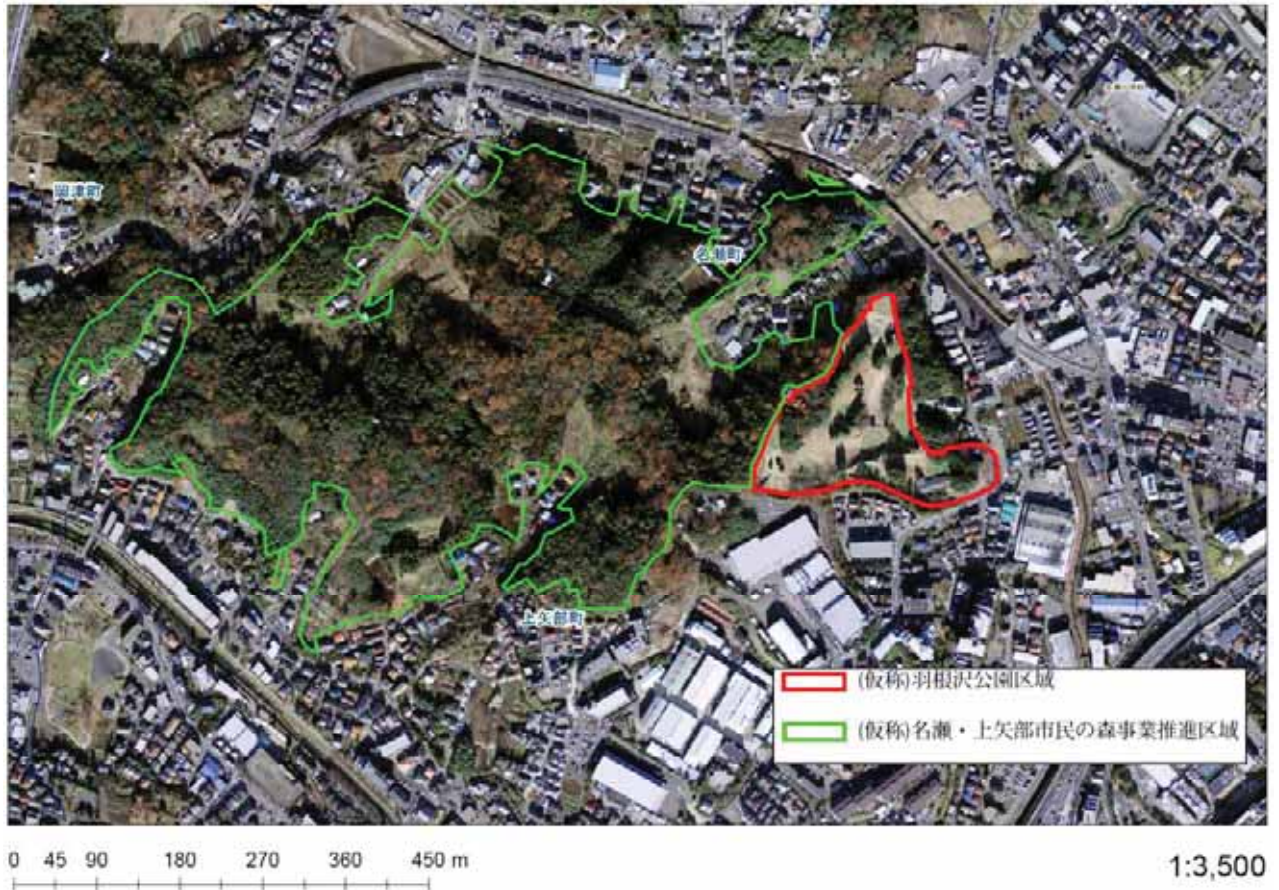 岡津町
名瀬町
上矢部町
(仮称)羽根沢公園区域
(仮称)名瀬・上矢部市民の森事業推進区域
0 45 90 180 270 360 450 m
1:3,500